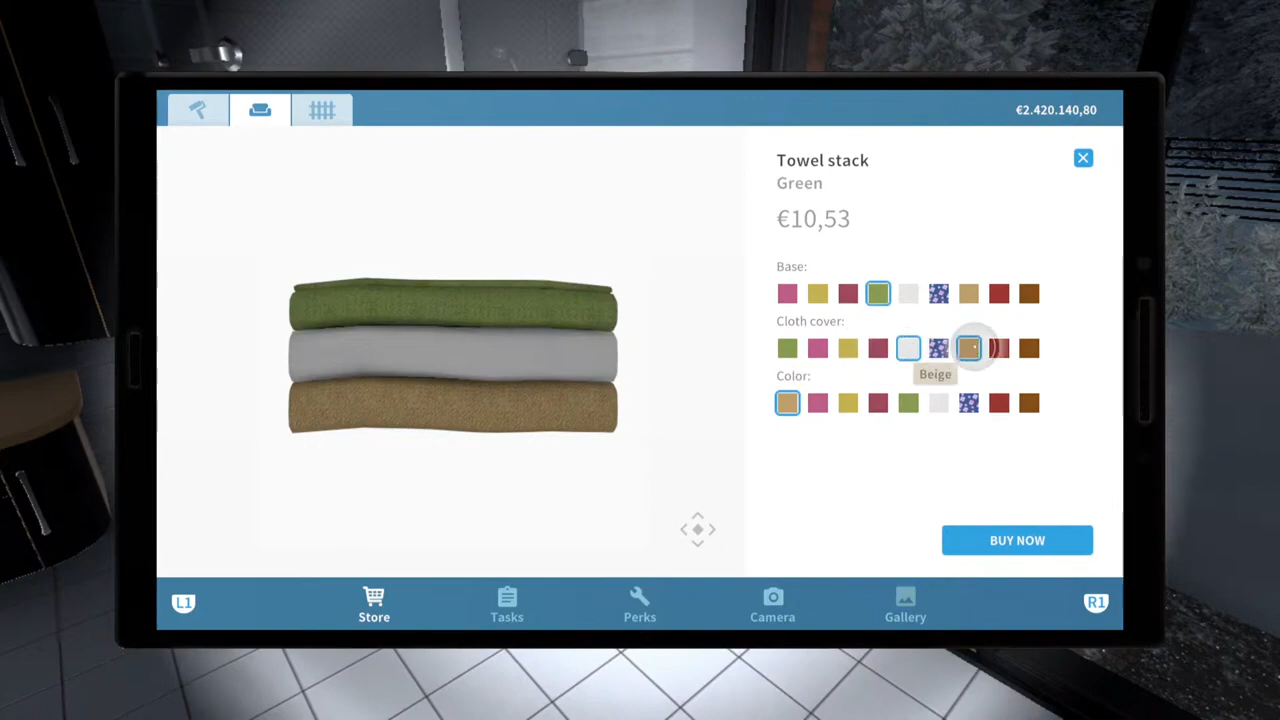 €2.420.140,80
Towel stack
Green
€10,53
Base:
Cloth cover:
Beige
Color:
BUY NOW
L1
Store
Tasks
Perks
Camera
Gallery
R1